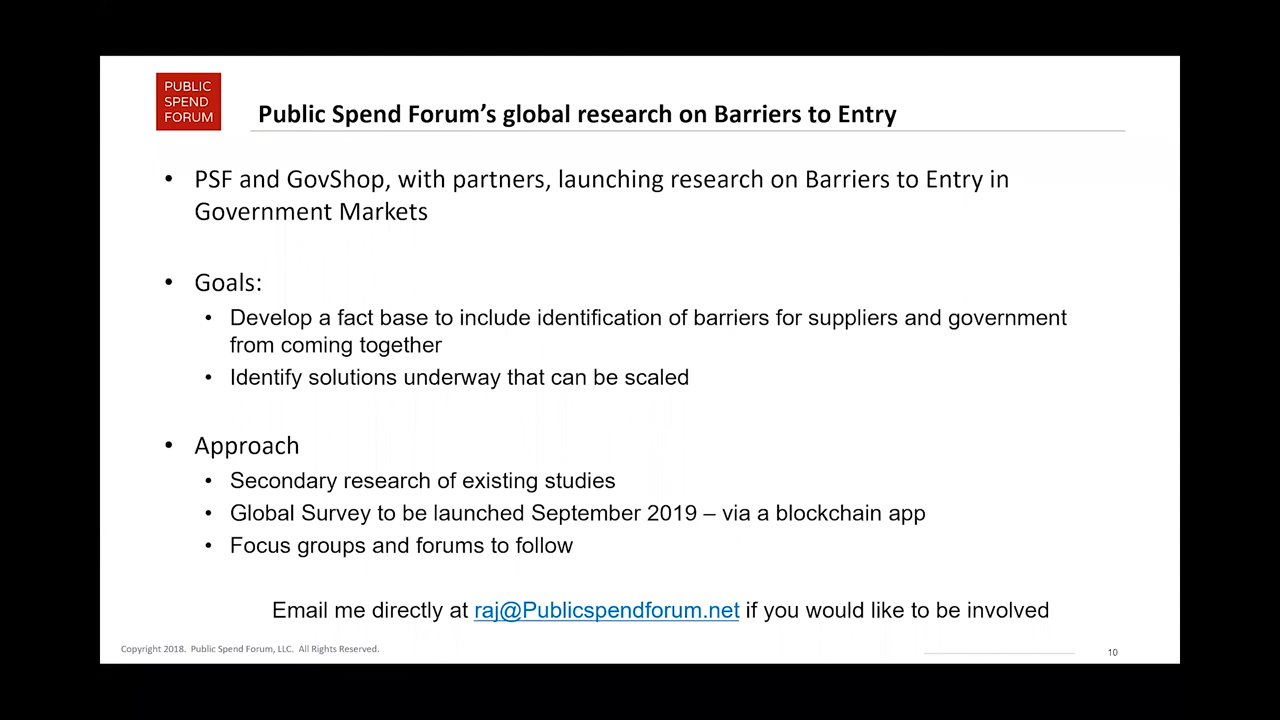 PUBLIC
SPEND
FORUM
Public Spend Forum’s global research on Barriers to Entry
• PSF and GovShop, with partners, launching research on Barriers to Entry in
Government Markets
• Goals:
• Develop a fact base to include identification of barriers for suppliers and government
from coming together
• Identify solutions underway that can be scaled
• Approach
• Secondary research of existing studies
• Global Survey to be launched September 2019 – via a blockchain app
• Focus groups and forums to follow
Email me directly at raj@Publicspendforum.net if you would like to be involved
Copyright 2018. Public Spend Forum, LLC. All Rights Reserved.
10